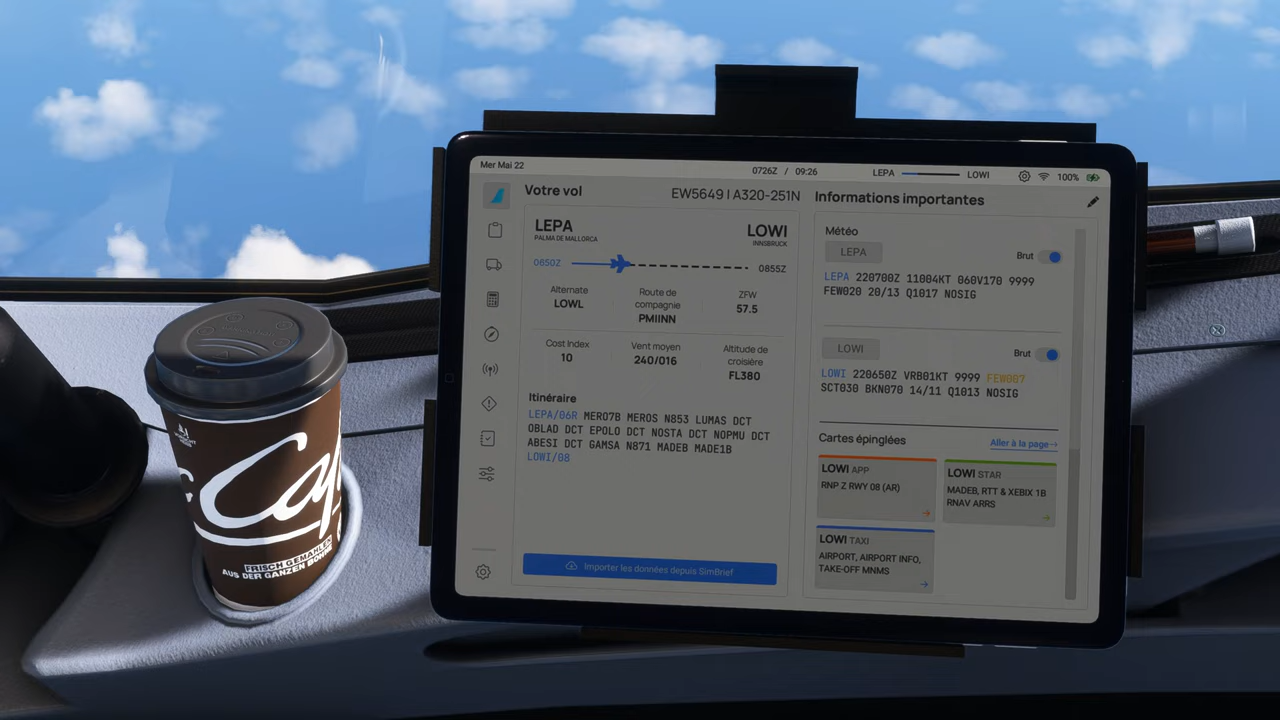 Mer Mai 22
0726Z / 09:26
LEPA LOWI
100%
Votre vol
EW5649 | A320-251N
LEPA
PALMA DE MALLORCA
LOWI
INNSBRUCK
0650Z
0855Z
Alternate
LOWL
Route de
compagnie
PMIINN
ZFW
57.5
Cost Index
10
Vent moyen
240/016
Altitude de
croisière
FL380
Itinéraire
LEPA/06R MERO7B MEROS N853 LUMAS DCT
OBLAD DCT EPOLO DCT NOSTA DCT NOPMU DCT
ABESI DCT GAMSA N871 MADEB MADE1B
LOWI/08
Importer les données depuis SimBrief
Informations importantes
Météo
LEPA
Brut
LEPA 220700Z 11004KT 060V170 9999
FEW020 20/13 Q1017 NOSIG
LOWI
Brut
LOWI 220650Z VRB01KT 9999 FEW007
SCT030 BKN070 14/11 Q1013 NOSIG
Cartes épinglées
Aller à la page→
LOWI APP
RNP Z RWY 08 (AR)
LOWI STAR
MADEB, RTT & XEBIX 1B
RNAV ARRS
LOWI TAXI
AIRPORT, AIRPORT INFO,
TAKE-OFF MNMS
Caf
FRISCH GEMAHLEN
AUS DER GANZEN BOHNE